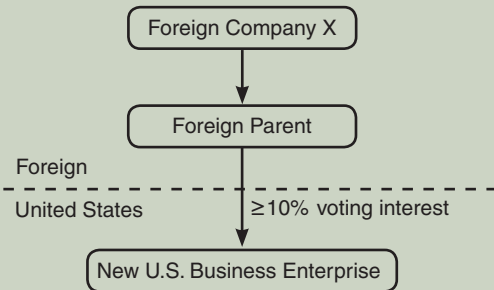 Foreign Company X
Foreign Parent
Foreign
United States
≥10% voting interest
New U.S. Business Enterprise